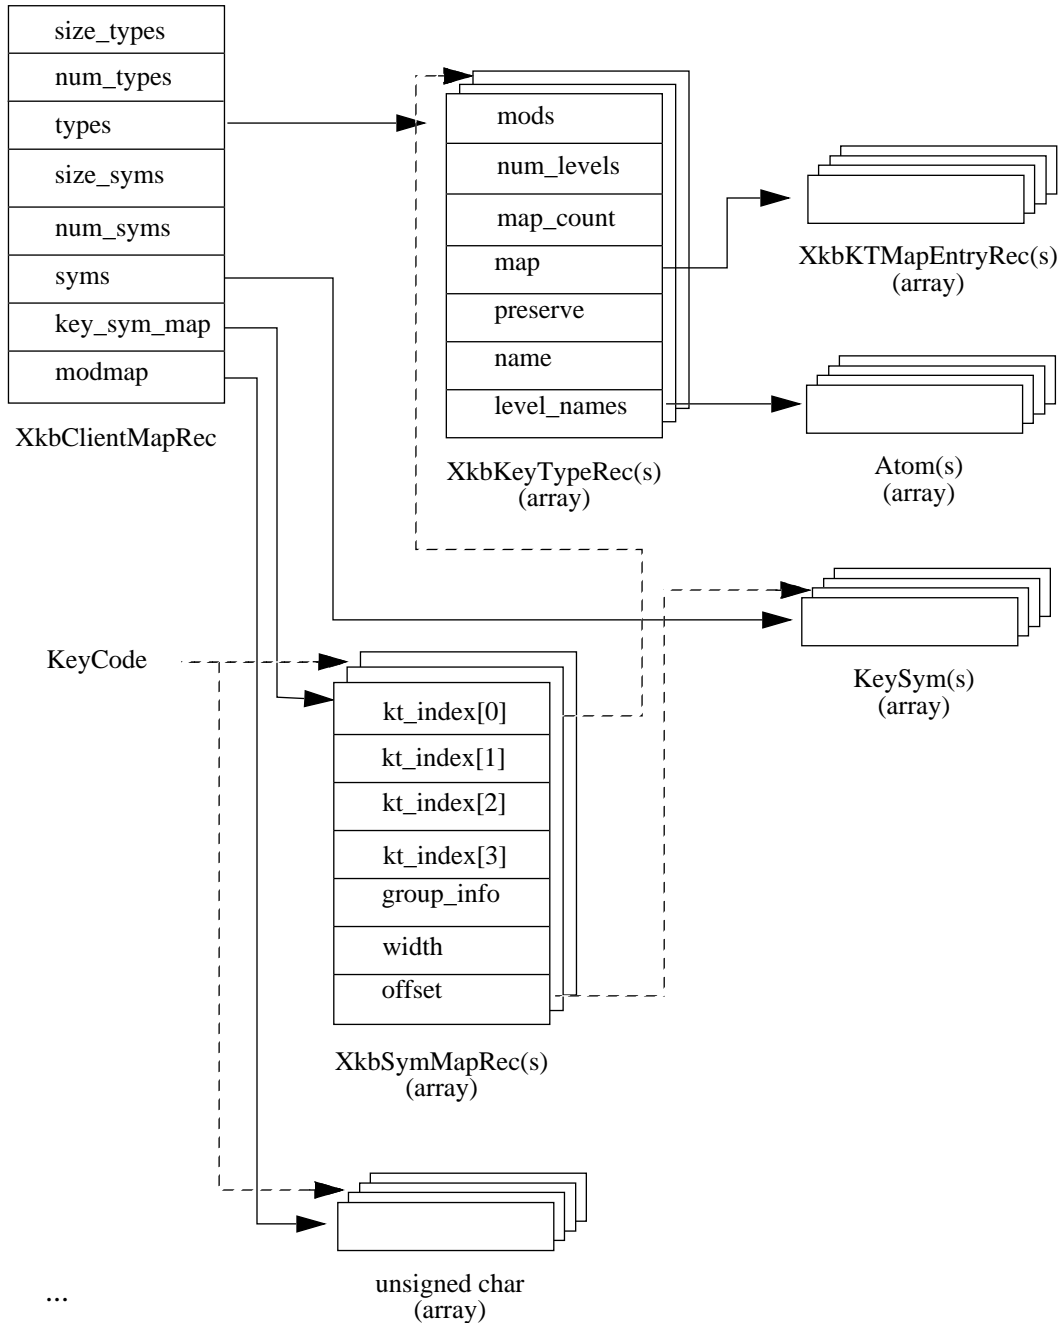 size_types
num_types
types
size_syms
num_syms
syms
key_sym_map
modmap
XkbClientMapRec
mods
num_levels
map_count
map
preserve
name
level_names
XkbKeyTypeRec(s)
(array)
XkbKTMapEntryRec(s)
(array)
Atom(s)
(array)
KeySym(s)
(array)
KeyCode
kt_index[0]
kt_index[1]
kt_index[2]
kt_index[3]
group_info
width
offset
XkbSymMapRec(s)
(array)
unsigned char
(array)
...